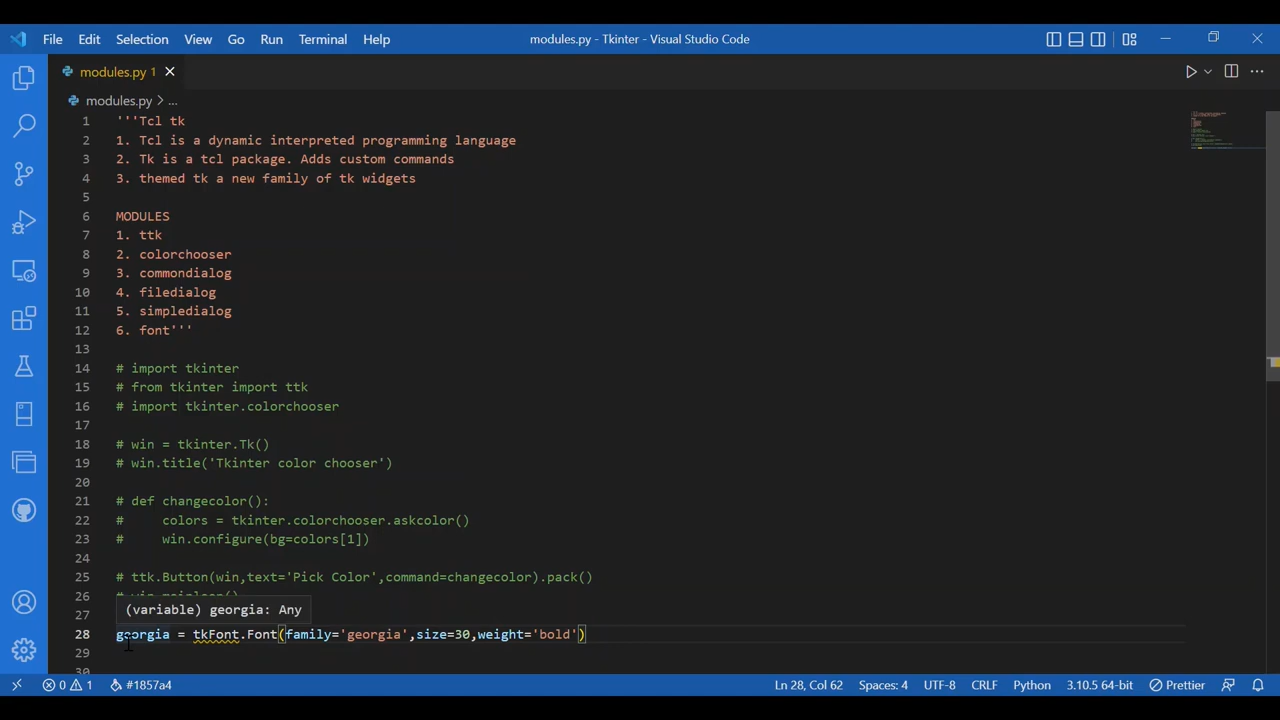 File Edit Selection View Go Run Terminal Help modules.py - Tkinter - Visual Studio Code
modules.py 1
modules.py > ...
1 '''Tcl tk
2 1. Tcl is a dynamic interpreted programming language
3 2. Tk is a tcl package. Adds custom commands
4 3. themed tk a new family of tk widgets
5
6 MODULES
7 1. ttk
8 2. colorchooser
9 3. commondialog
10 4. filedialog
11 5. simpledialog
12 6. font'''
13
14 # import tkinter
15 # from tkinter import ttk
16 # import tkinter.colorchooser
17
18 # win = tkinter.Tk()
19 # win.title('Tkinter color chooser')
20
21 # def changecolor():
22 #     colors = tkinter.colorchooser.askcolor()
23 #     win.configure(bg=colors[1])
24
25 # ttk.Button(win,text='Pick Color',command=changecolor).pack()
26 # win.mainloop()
27 (variable) georgia: Any
28 georgia = tkFont.Font(family='georgia',size=30,weight='bold')
29
30
0 1 #1857a4 Ln 28, Col 62 Spaces: 4 UTF-8 CRLF Python 3.10.5 64-bit Prettier